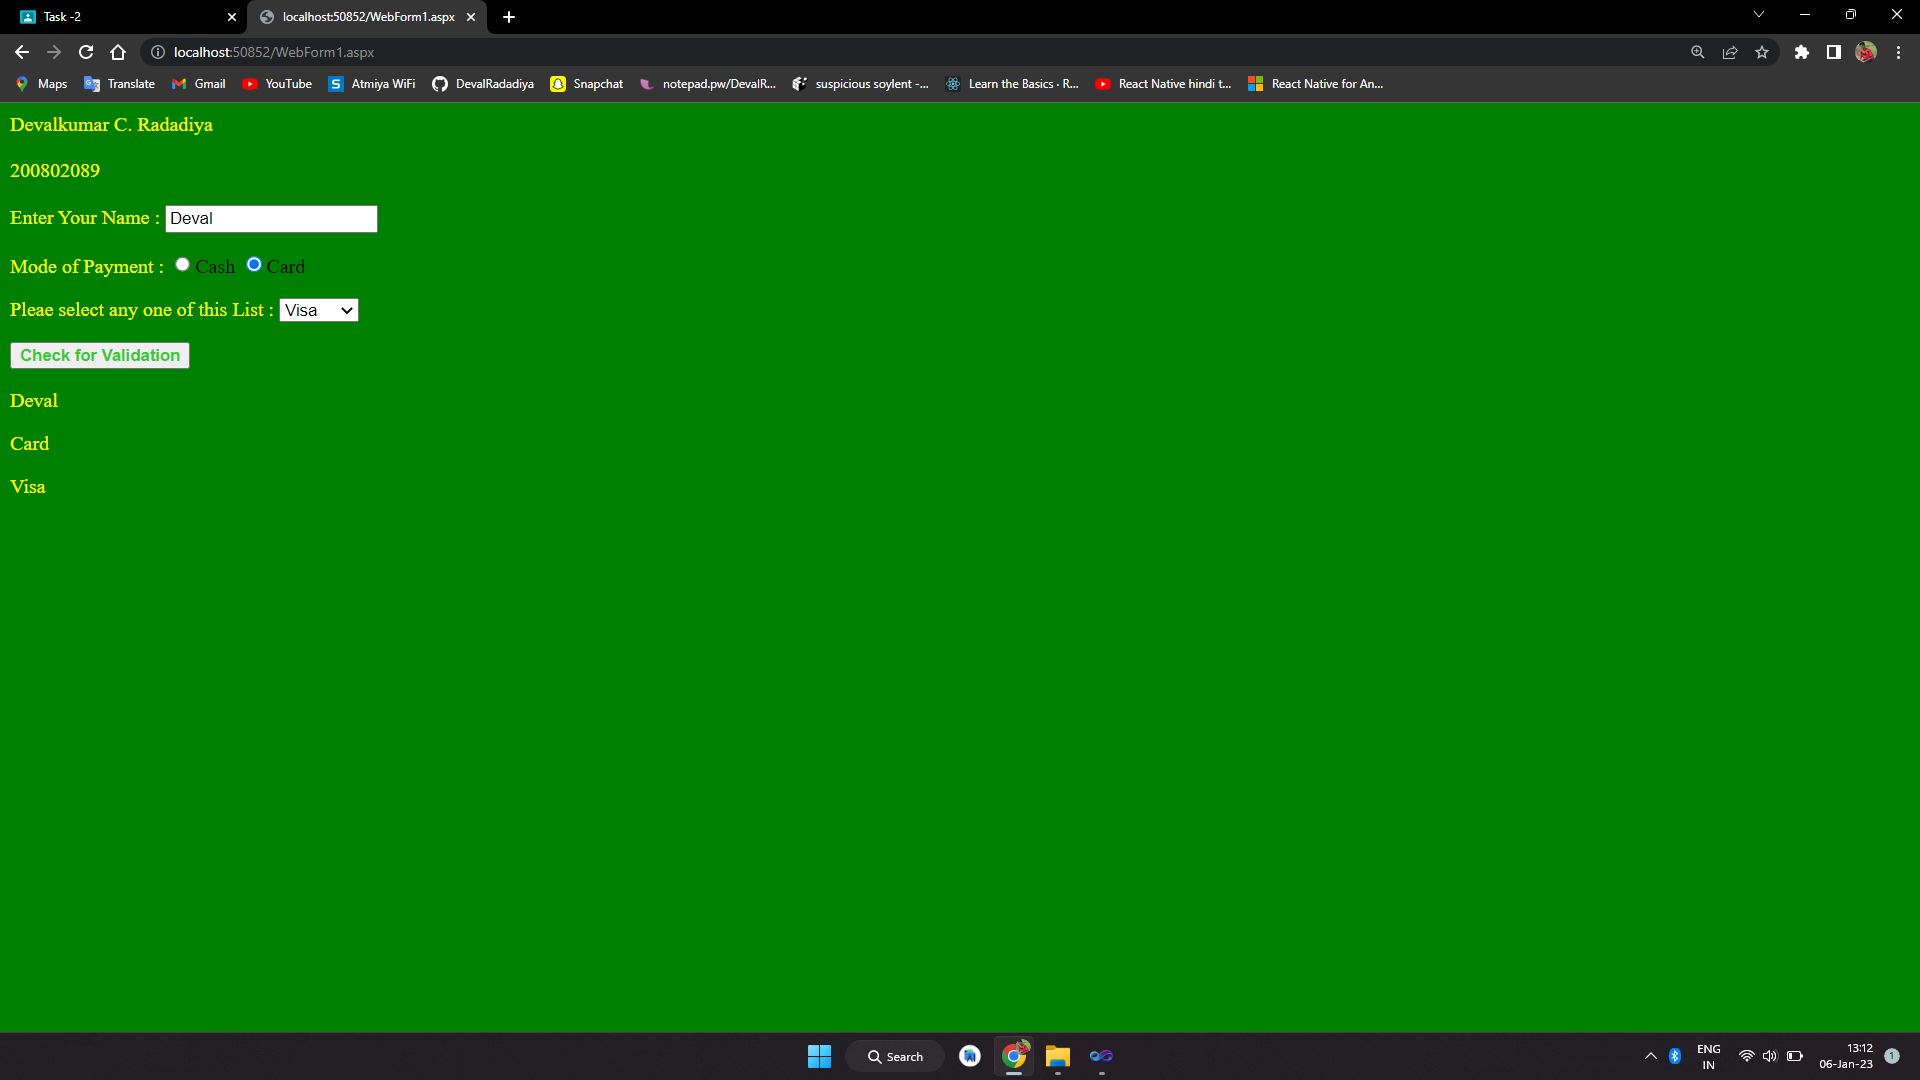 Task -2
localhost:50852/WebForm1.aspx
localhost:50852/WebForm1.aspx
Maps Translate Gmail YouTube Atmiya WiFi DevalRadadiya Snapchat notepad.pw/DevalR... suspicious soylent -... Learn the Basics · R... React Native hindi t... React Native for An...
Devalkumar C. Radadiya
200802089
Enter Your Name : Deval
Mode of Payment : Cash Card
Pleae select any one of this List : Visa
Check for Validation
Deval
Card
Visa
Search
ENG
IN
13:12
06-Jan-23
1